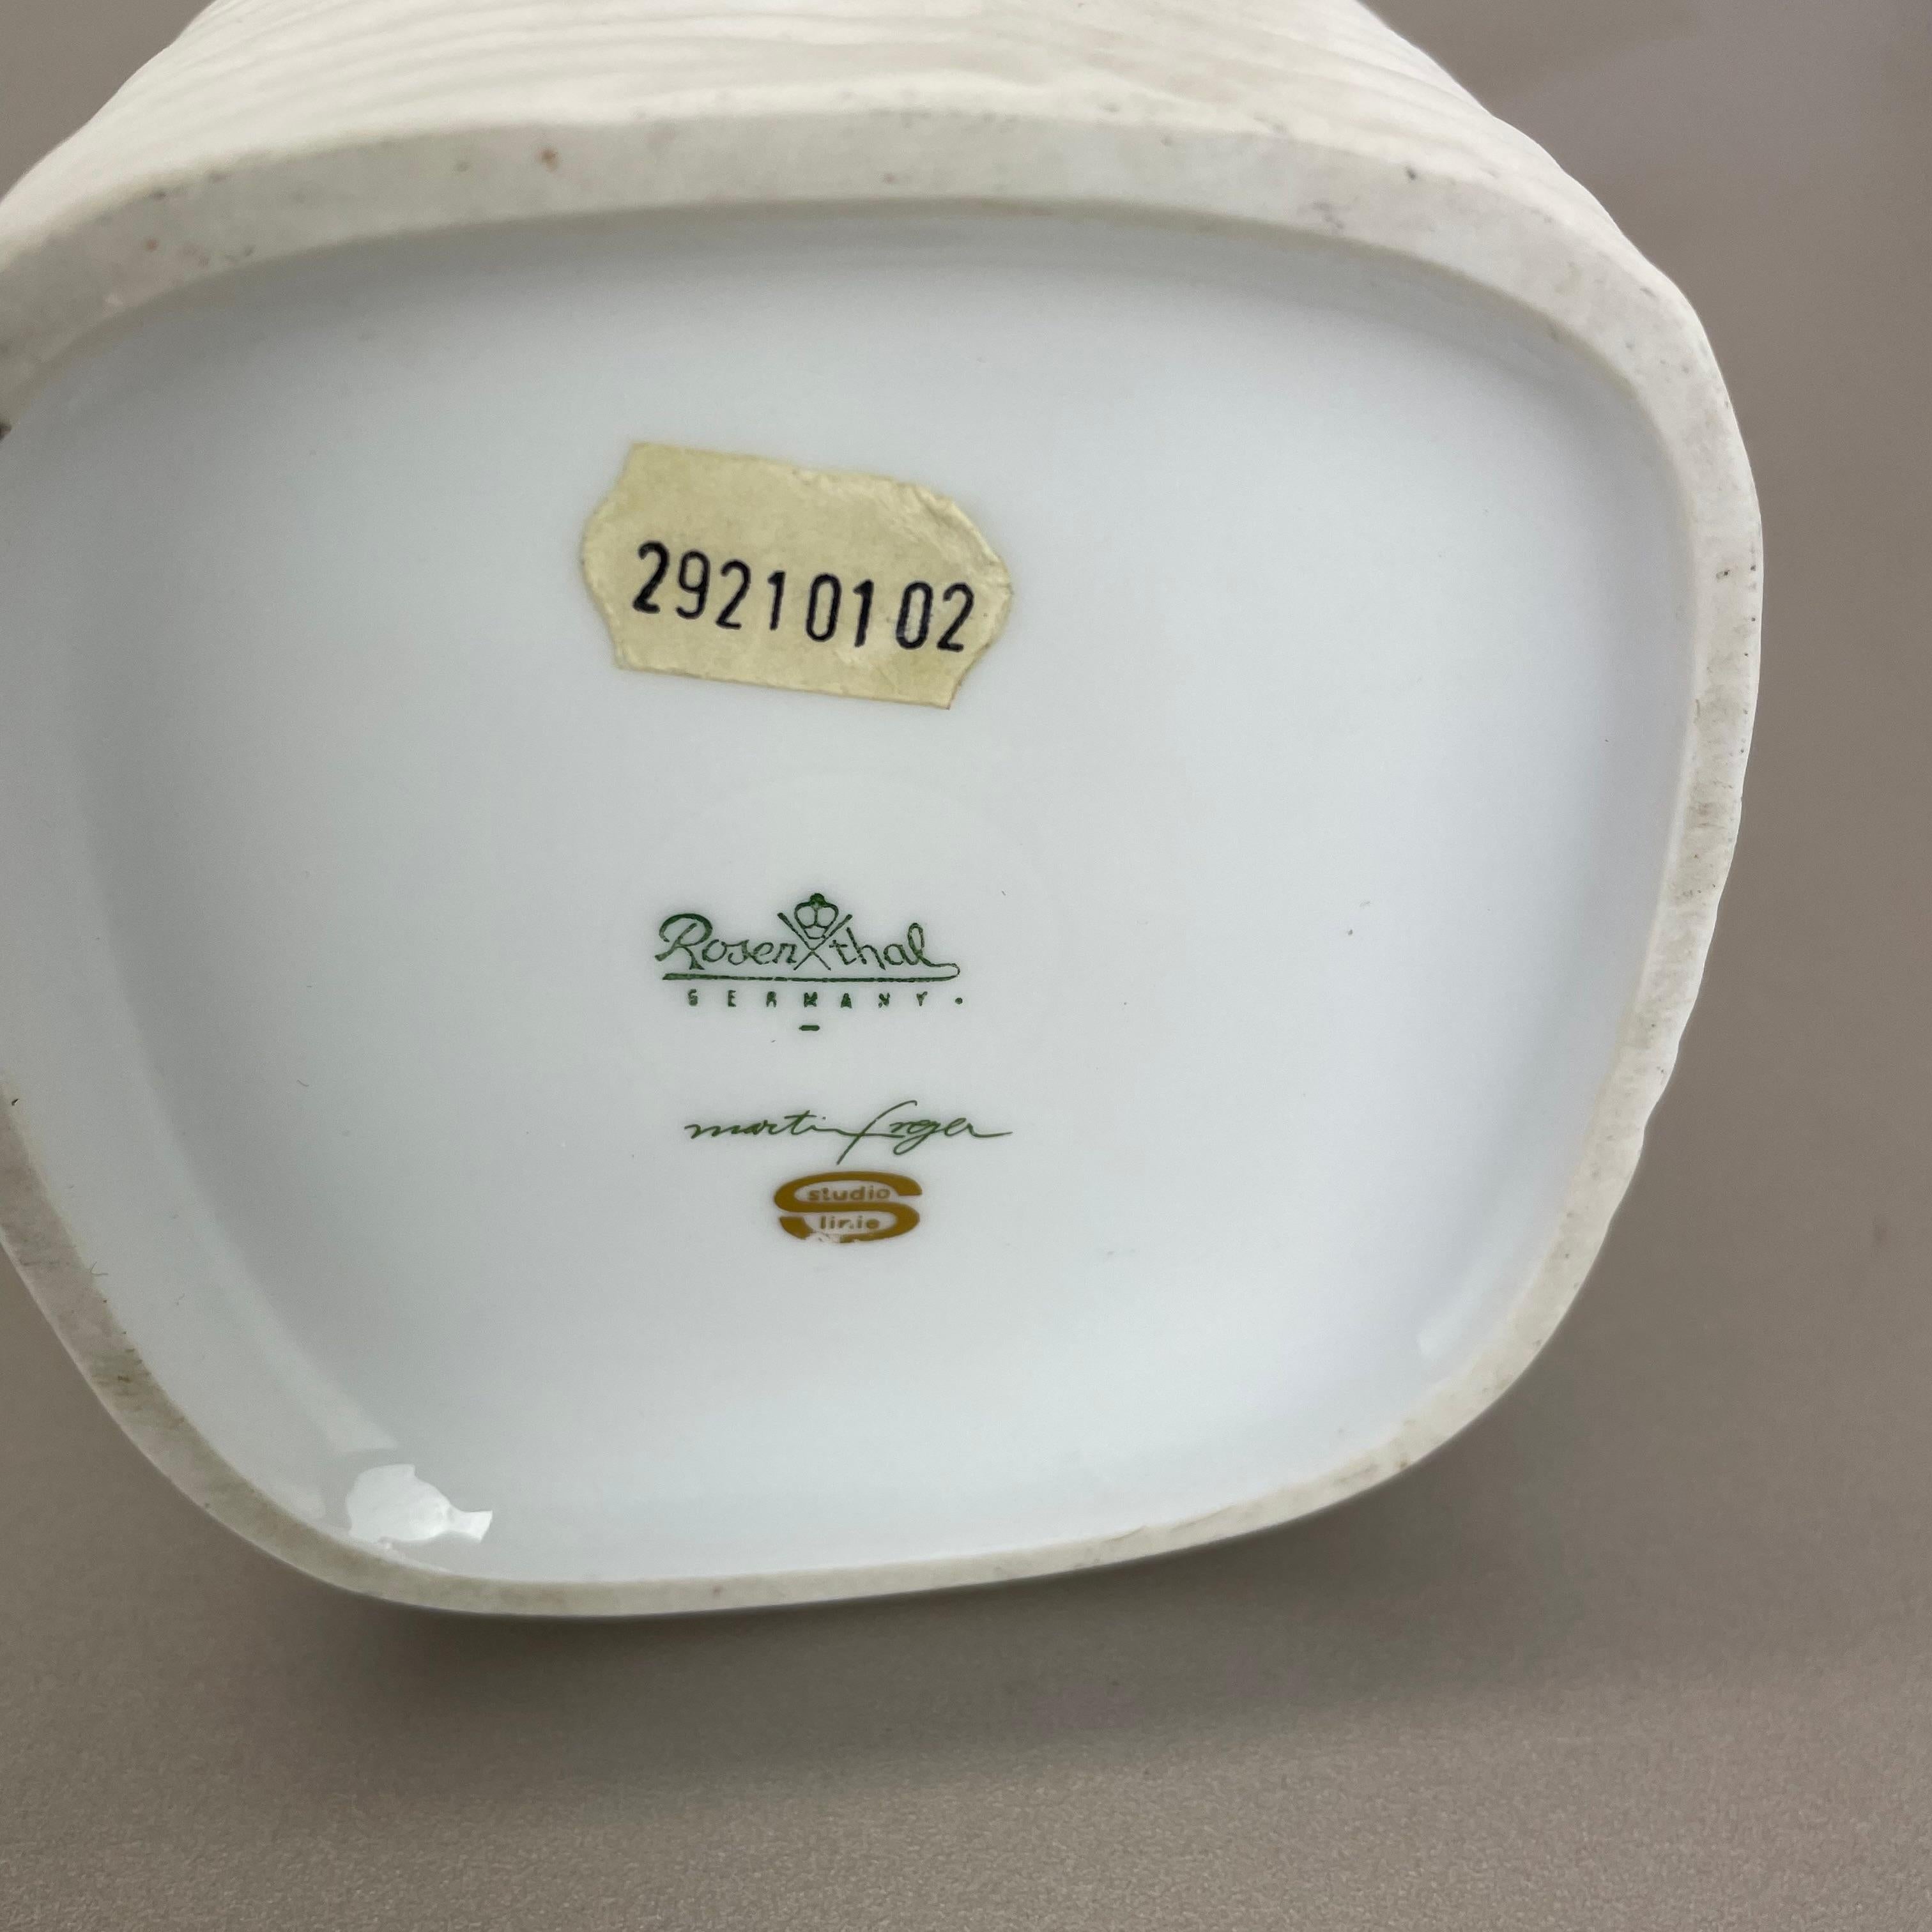 29210102
Rosenthal
GERMANY
martin freyer
studio
linie